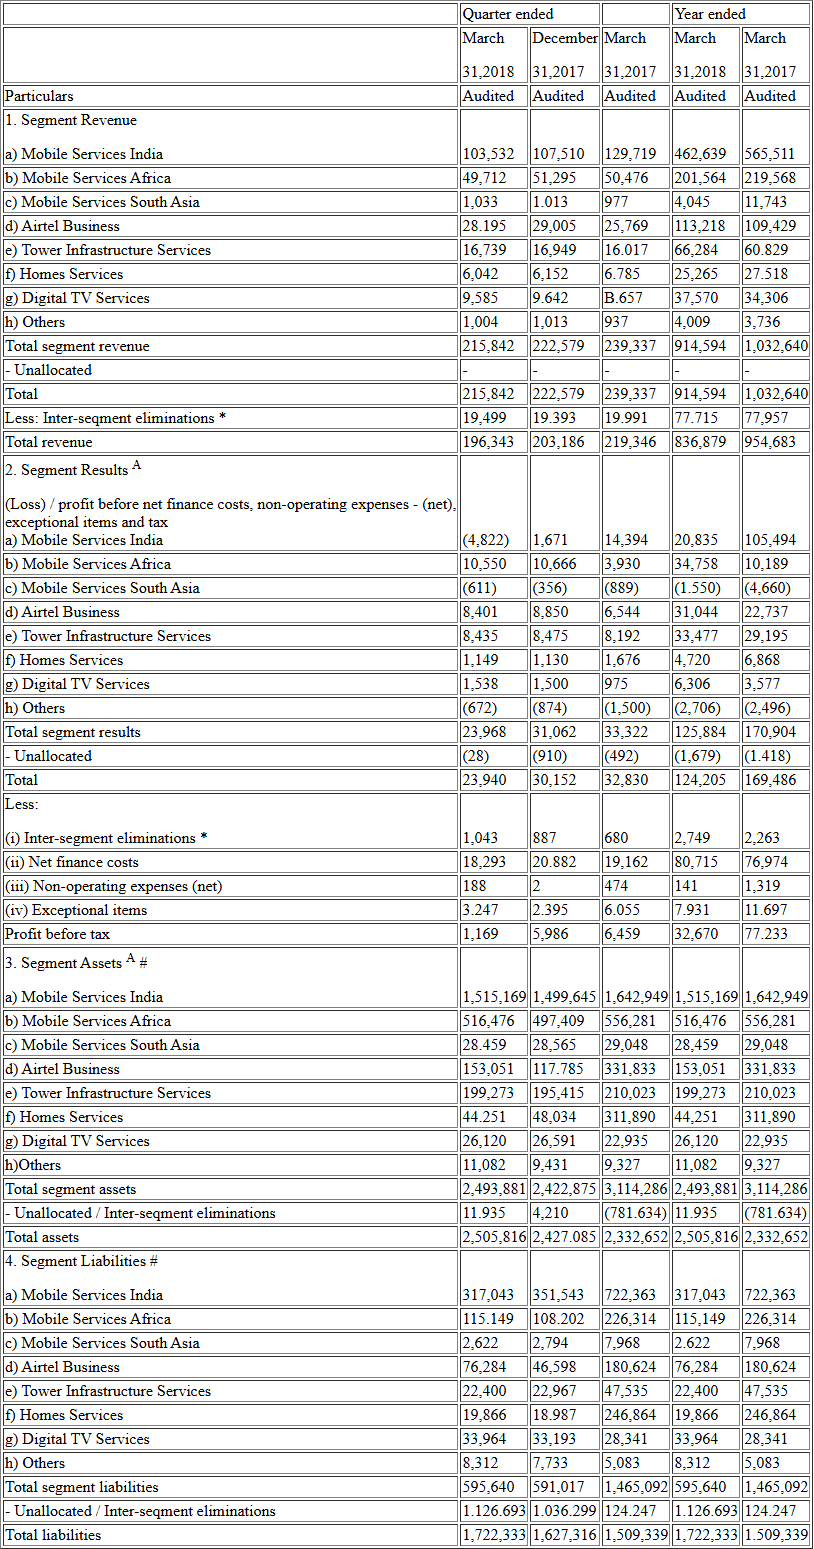 Quarter ended Year ended
March December March March March
31,2018 31,2017 31,2017 31,2018 31,2017
Particulars Audited Audited Audited Audited Audited
1. Segment Revenue
a) Mobile Services India 103,532 107,510 129,719 462,639 565,511
b) Mobile Services Africa 49,712 51,295 50,476 201,564 219,568
c) Mobile Services South Asia 1,033 1.013 977 4,045 11,743
d) Airtel Business 28.195 29,005 25,769 113,218 109,429
e) Tower Infrastructure Services 16,739 16,949 16.017 66,284 60.829
f) Homes Services 6,042 6,152 6.785 25,265 27.518
g) Digital TV Services 9,585 9.642 B.657 37,570 34,306
h) Others 1,004 1,013 937 4,009 3,736
Total segment revenue 215,842 222,579 239,337 914,594 1,032,640
- Unallocated - - - - -
Total 215,842 222,579 239,337 914,594 1,032,640
Less: Inter-seqment eliminations * 19,499 19.393 19.991 77.715 77,957
Total revenue 196,343 203,186 219,346 836,879 954,683
2. Segment Results A
(Loss) / profit before net finance costs, non-operating expenses - (net),
exceptional items and tax
a) Mobile Services India (4,822) 1,671 14,394 20,835 105,494
b) Mobile Services Africa 10,550 10,666 3,930 34,758 10,189
c) Mobile Services South Asia (611) (356) (889) (1.550) (4,660)
d) Airtel Business 8,401 8,850 6,544 31,044 22,737
e) Tower Infrastructure Services 8,435 8,475 8,192 33,477 29,195
f) Homes Services 1,149 1,130 1,676 4,720 6,868
g) Digital TV Services 1,538 1,500 975 6,306 3,577
h) Others (672) (874) (1,500) (2,706) (2,496)
Total segment results 23,968 31,062 33,322 125,884 170,904
- Unallocated (28) (910) (492) (1,679) (1.418)
Total 23,940 30,152 32,830 124,205 169,486
Less:
(i) Inter-segment eliminations * 1,043 887 680 2,749 2,263
(ii) Net finance costs 18,293 20.882 19,162 80,715 76,974
(iii) Non-operating expenses (net) 188 2 474 141 1,319
(iv) Exceptional items 3.247 2.395 6.055 7.931 11.697
Profit before tax 1,169 5,986 6,459 32,670 77.233
3. Segment Assets A #
a) Mobile Services India 1,515,169 1,499,645 1,642,949 1,515,169 1,642,949
b) Mobile Services Africa 516,476 497,409 556,281 516,476 556,281
c) Mobile Services South Asia 28.459 28,565 29,048 28,459 29,048
d) Airtel Business 153,051 117.785 331,833 153,051 331,833
e) Tower Infrastructure Services 199,273 195,415 210,023 199,273 210,023
f) Homes Services 44.251 48,034 311,890 44,251 311,890
g) Digital TV Services 26,120 26,591 22,935 26,120 22,935
h)Others 11,082 9,431 9,327 11,082 9,327
Total segment assets 2,493,881 2,422,875 3,114,286 2,493,881 3,114,286
- Unallocated / Inter-seqment eliminations 11.935 4,210 (781.634) 11.935 (781.634)
Total assets 2,505,816 2,427.085 2,332,652 2,505,816 2,332,652
4. Segment Liabilities #
a) Mobile Services India 317,043 351,543 722,363 317,043 722,363
b) Mobile Services Africa 115.149 108.202 226,314 115,149 226,314
c) Mobile Services South Asia 2,622 2,794 7,968 2.622 7,968
d) Airtel Business 76,284 46,598 180,624 76,284 180,624
e) Tower Infrastructure Services 22,400 22,967 47,535 22,400 47,535
f) Homes Services 19,866 18.987 246,864 19,866 246,864
g) Digital TV Services 33,964 33,193 28,341 33,964 28,341
h) Others 8,312 7,733 5,083 8,312 5,083
Total segment liabilities 595,640 591,017 1,465,092 595,640 1,465,092
- Unallocated / Inter-seqment eliminations 1.126.693 1.036.299 124.247 1.126.693 124.247
Total liabilities 1,722,333 1,627,316 1,509,339 1,722,333 1.509,339